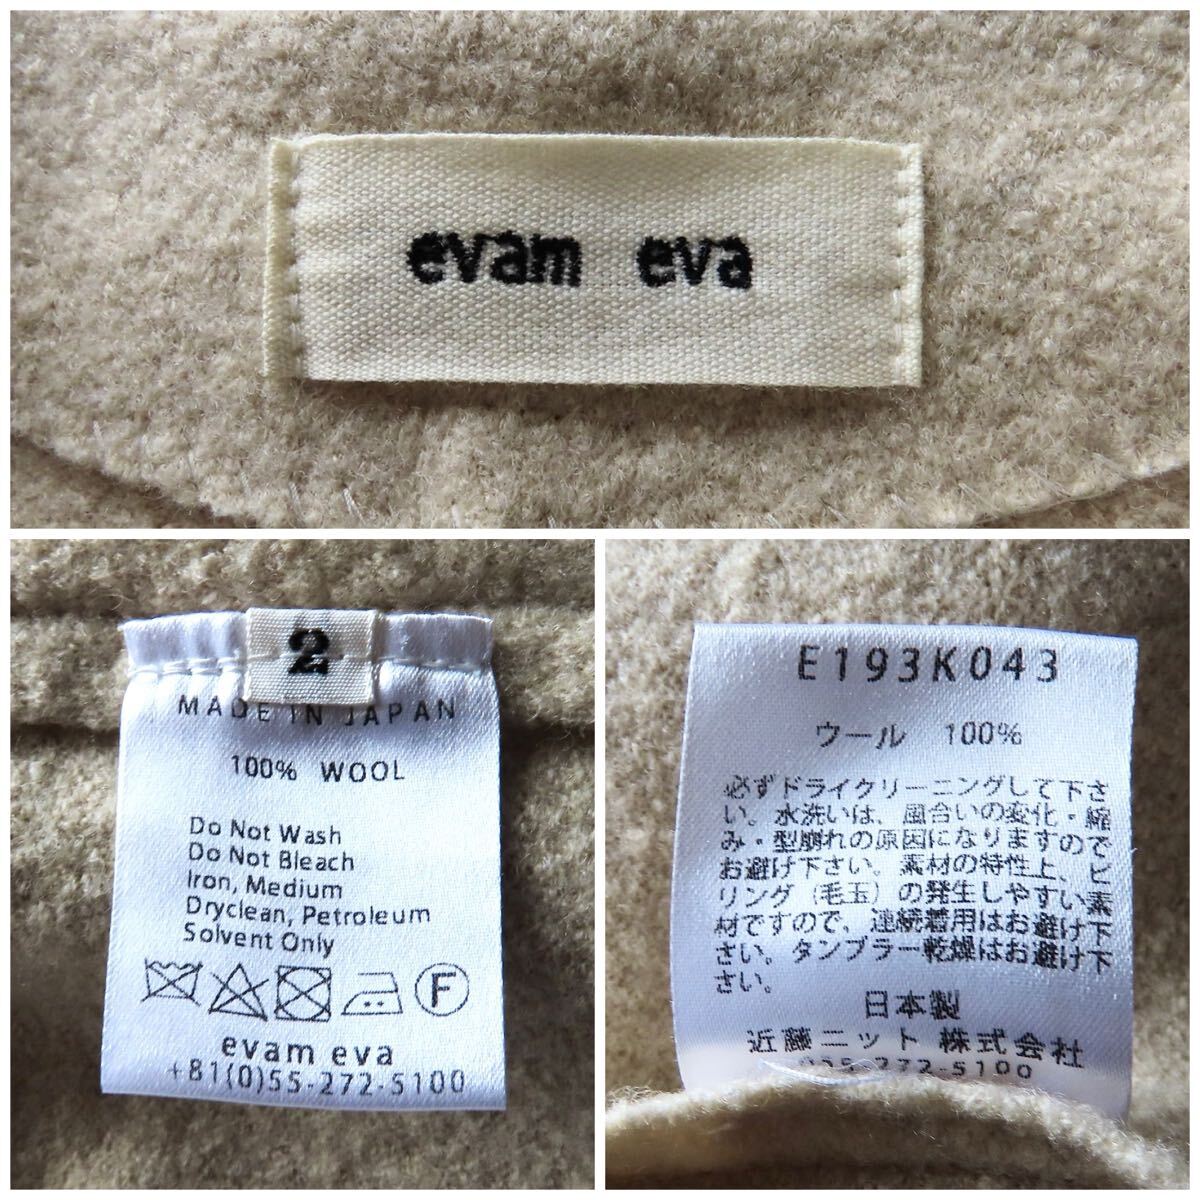 evam eva
2
MADE IN JAPAN
100% WOOL
Do Not Wash
Do Not Bleach
Iron, Medium
Dryclean, Petroleum
Solvent Only
F
evam eva
+81(0)55-272-5100
E193K043
ウール 100%
必ずドライクリーニングして下さ
い。水洗いは、風合いの変化・縮
み・型崩れの原因になりますので
お避け下さい。素材の特性上、ピ
リング（毛玉）の発生しやすい素
材ですので、連続着用はお避け下
さい。タンブラー乾燥はお避け下
さい。
日本製
近藤ニット 株式会社
055-272-5100